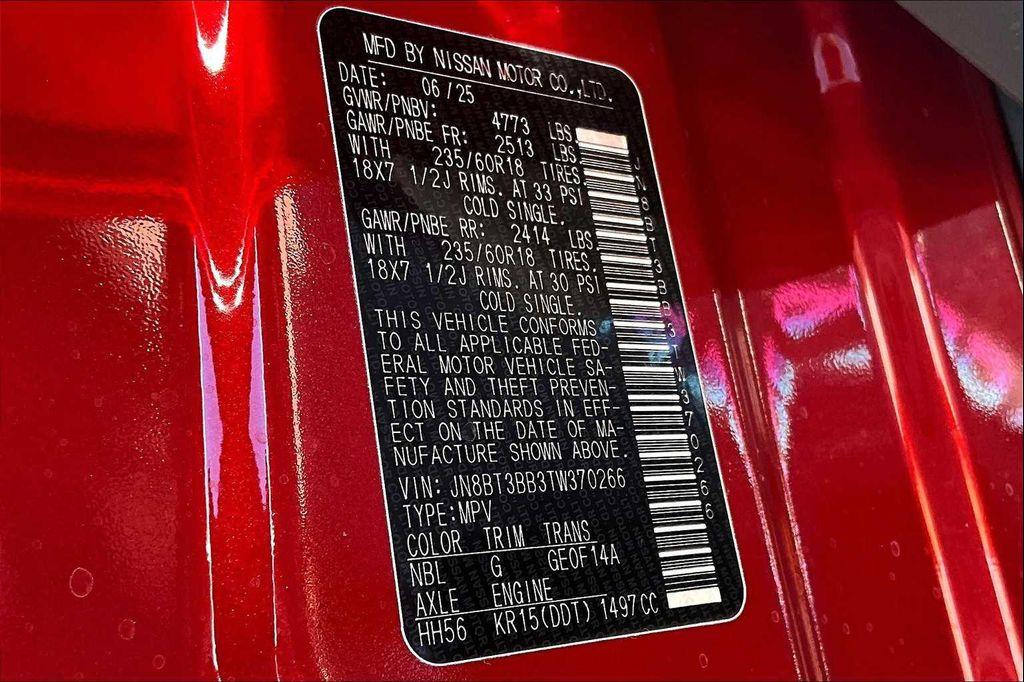 MFD BY NISSAN MOTOR CO.,LTD.
DATE: 06/25
GVWR/PNBV: 4773 LBS
GAWR/PNBE FR: 2513 LBS
WITH 235/60R18 TIRES
18X7 1/2J RIMS. AT 33 PSI
COLD SINGLE.
GAWR/PNBE RR: 2414 LBS
WITH 235/60R18 TIRES.
18X7 1/2J RIMS. AT 30 PSI
COLD SINGLE.
THIS VEHICLE CONFORMS
TO ALL APPLICABLE FED-
ERAL MOTOR VEHICLE SA-
FETY AND THEFT PREVEN-
TION STANDARDS IN EFF-
ECT ON THE DATE OF MA-
NUFACTURE SHOWN ABOVE.
VIN: JN8BT3BB3TW370266
TYPE:MPV
COLOR TRIM TRANS
NBL G GE0F14A
AXLE ENGINE
HH56 KR15(DDT) 1497CC
JN8BT3BB3TW370266